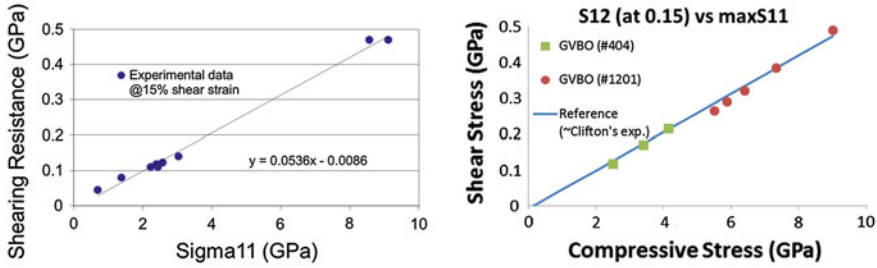 Shearing Resistance (GPa)
0.5
0.4
0.3
0.2
0.1
0
Experimental data
@15% shear strain
y = 0.0536x - 0.0086
0 2 4 6 8 10
Sigma11 (GPa)
S12 (at 0.15) vs maxS11
Shear Stress (GPa)
0.5
0.4
0.3
0.2
0.1
0
GVBO (#404)
GVBO (#1201)
Reference
(~Clifton's exp.)
0 2 4 6 8 10
Compressive Stress (GPa)